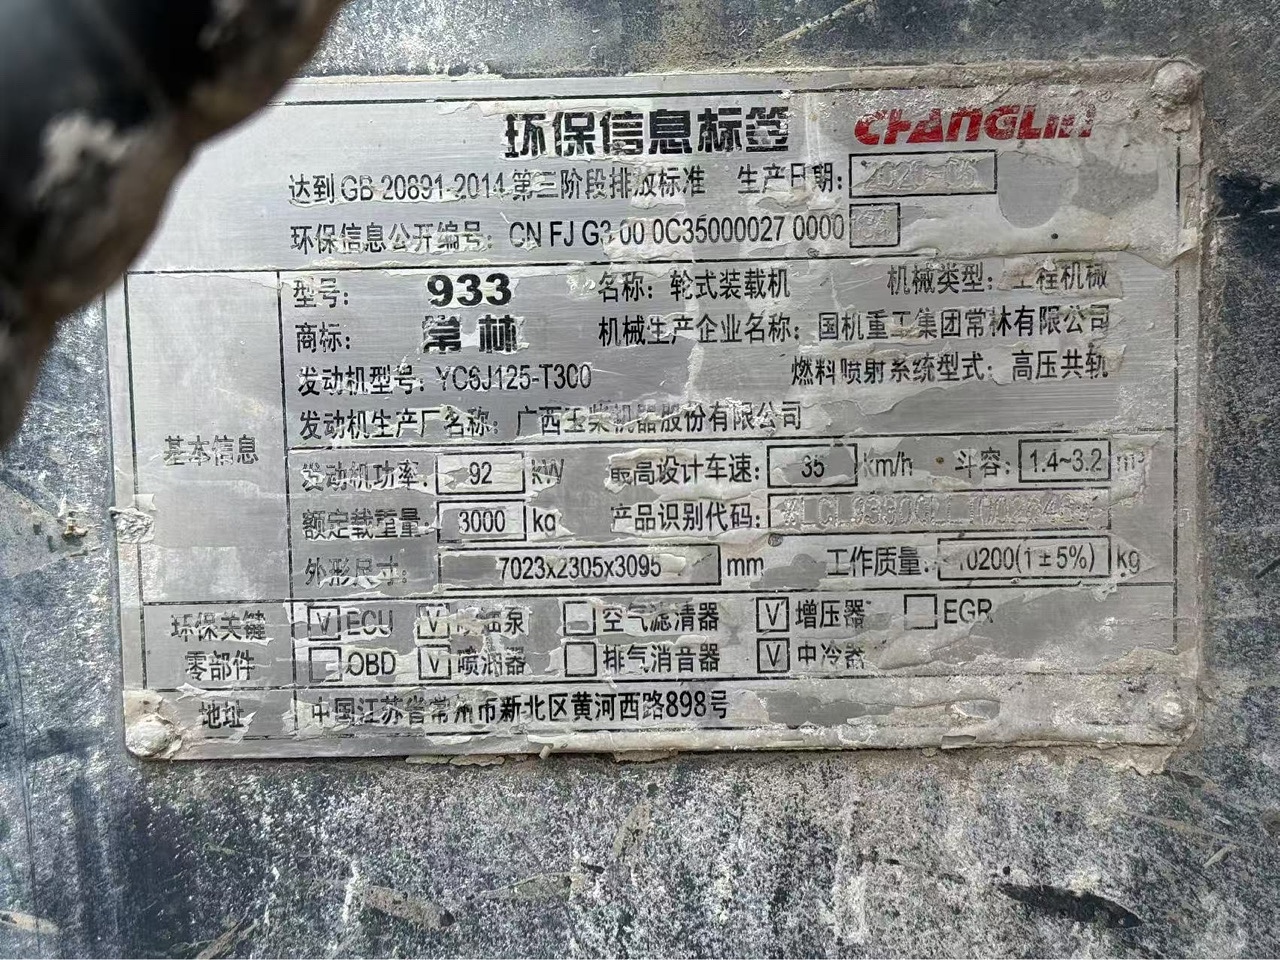 环保信息标签 CHANGLIN
达到GB 20891-2014第三阶段排放标准 生产日期:
环保信息公开编号: CN FJ G3 00 0C35000027 0000
型号: 933 名称: 轮式装载机 机械类型: 工程机械
商标: 常林 机械生产企业名称: 国机重工集团常林有限公司
发动机型号: YC6J125-T300 燃料喷射系统型式: 高压共轨
发动机生产厂名称: 广西玉柴机器股份有限公司
基本信息
发动机功率: 92 kW 最高设计车速: 35 km/h 斗容: 1.4~3.2 m³
额定载重量: 3000 kg 产品识别代码:
外形尺寸: 7023x2305x3095 mm 工作质量: 10200(1±5%) kg
环保关键 V ECU V 喷油泵 空气滤清器 V 增压器 EGR
零部件 OBD V 喷油器 排气消音器 V 中冷器
地址 中国江苏省常州市新北区黄河西路898号